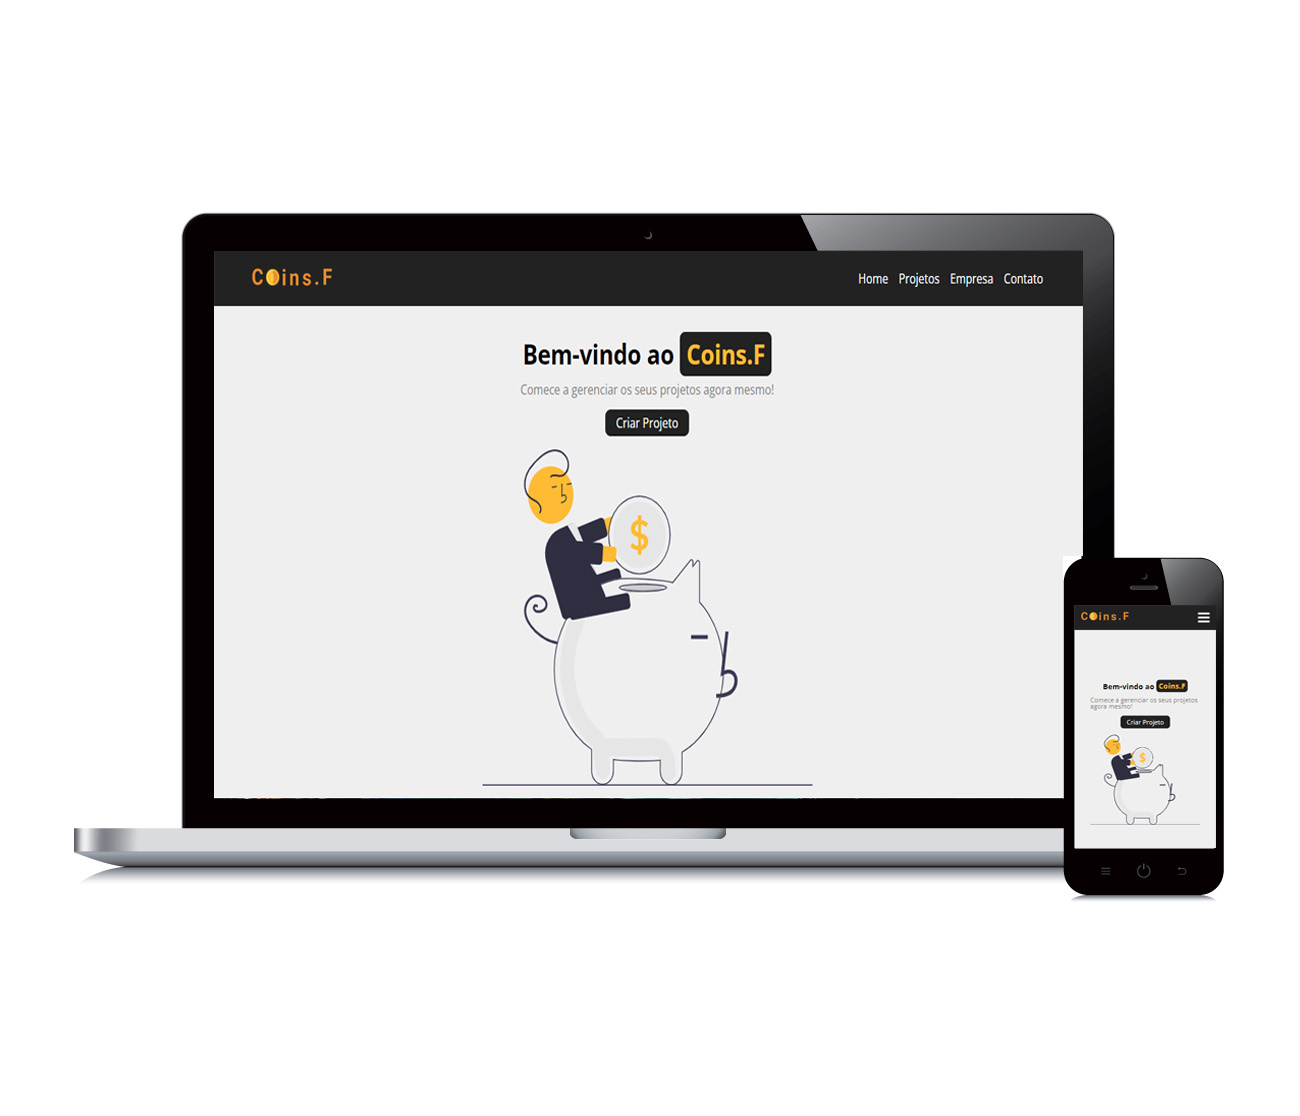 Coins.F
Home Projetos Empresa Contato
Bem-vindo ao Coins.F
Comece a gerenciar os seus projetos agora mesmo!
Criar Projeto
$
Coins.F
Bem-vindo ao Coins.F
Comece a gerenciar os seus projetos
agora mesmo!
Criar Projeto
$